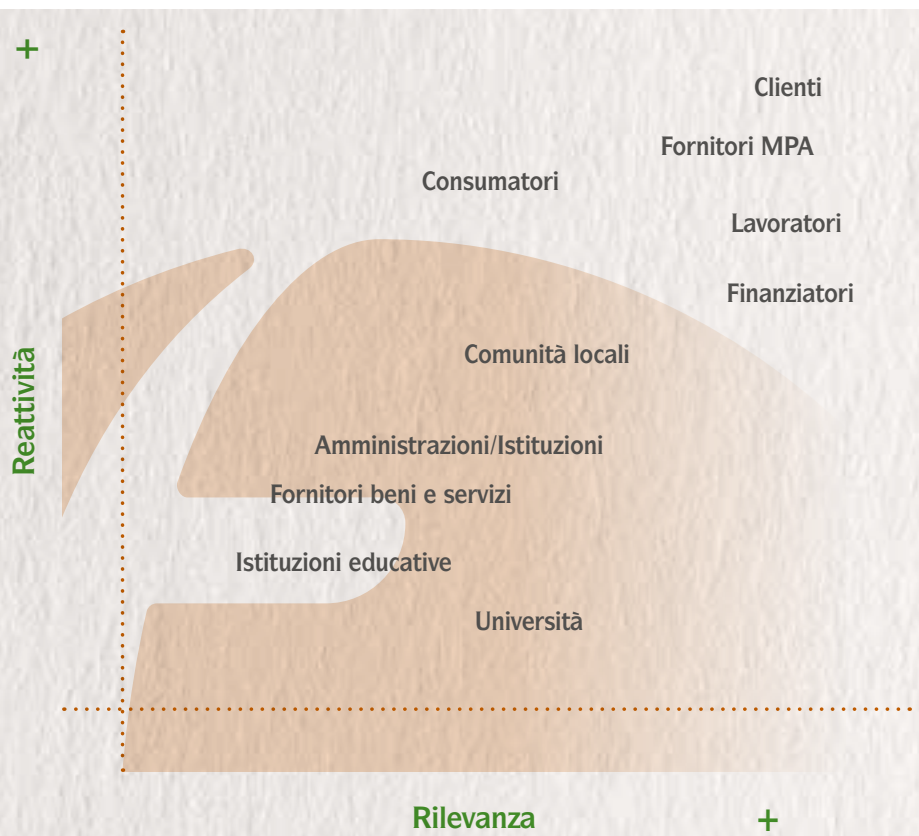 +
Clienti
Fornitori MPA
Consumatori
Lavoratori
Finanziatori
Comunità locali
Reattività
Amministrazioni/Istituzioni
Fornitori beni e servizi
Istituzioni educative
Università
Rilevanza
+